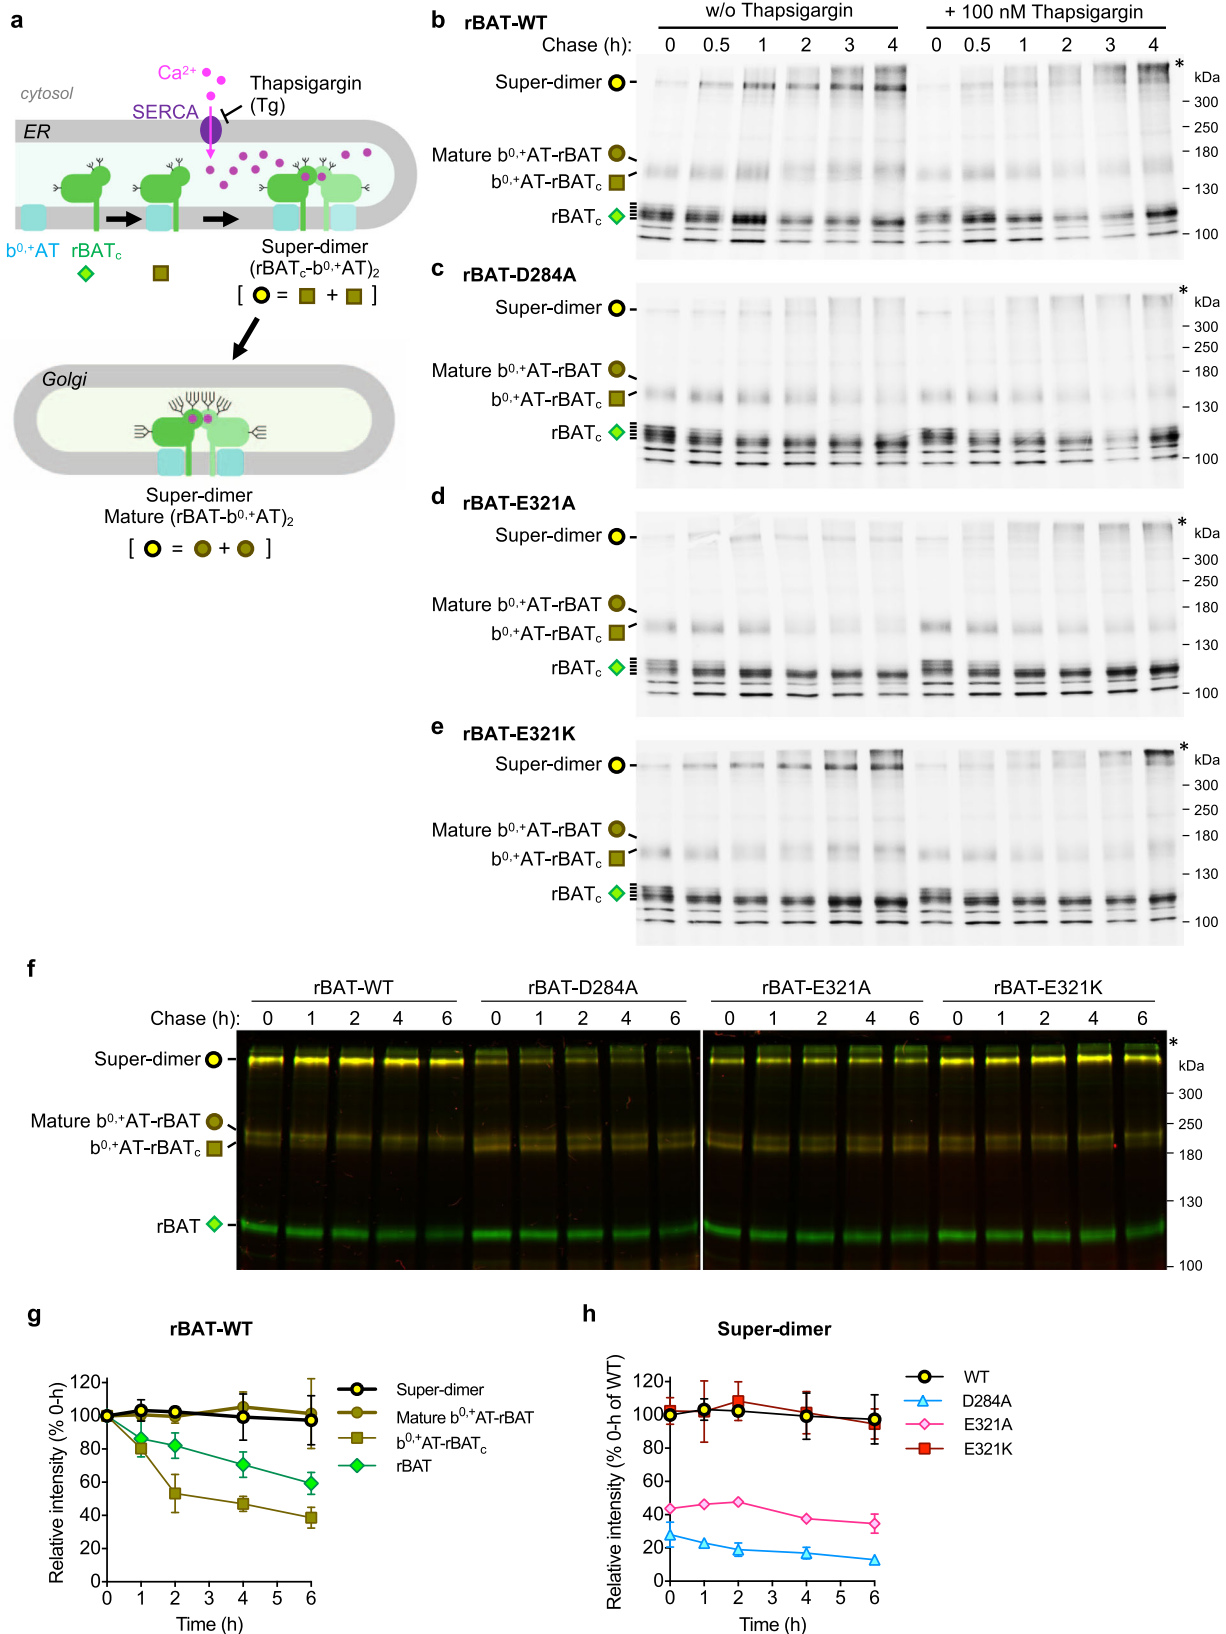 a
Ca²⁺
cytosol
Thapsigargin
(Tg)
SERCA
ER
b⁰,⁺AT rBATc
Super-dimer
(rBATc-b⁰,⁺AT)₂
[ = + ]
Golgi
Super-dimer
Mature (rBAT-b⁰,⁺AT)₂
[ = + ]
b rBAT-WT
w/o Thapsigargin + 100 nM Thapsigargin
Chase (h): 0 0.5 1 2 3 4 0 0.5 1 2 3 4
*
kDa
Super-dimer
300
250
Mature b⁰,⁺AT-rBAT
180
b⁰,⁺AT-rBATc
130
rBATc
100
c rBAT-D284A
*
kDa
Super-dimer
300
250
Mature b⁰,⁺AT-rBAT
180
b⁰,⁺AT-rBATc
130
rBATc
100
d rBAT-E321A
*
kDa
Super-dimer
300
250
Mature b⁰,⁺AT-rBAT
180
b⁰,⁺AT-rBATc
130
rBATc
100
e rBAT-E321K
*
kDa
Super-dimer
300
250
Mature b⁰,⁺AT-rBAT
180
b⁰,⁺AT-rBATc
130
rBATc
100
f
rBAT-WT rBAT-D284A rBAT-E321A rBAT-E321K
Chase (h): 0 1 2 4 6 0 1 2 4 6 0 1 2 4 6 0 1 2 4 6
*
Super-dimer
kDa
300
Mature b⁰,⁺AT-rBAT
250
b⁰,⁺AT-rBATc
180
130
rBAT
100
g
rBAT-WT
Relative intensity (% 0-h)
120
100
80
60
40
20
0
0 1 2 3 4 5 6
Time (h)
Super-dimer
Mature b⁰,⁺AT-rBAT
b⁰,⁺AT-rBATc
rBAT
h
Super-dimer
Relative intensity (% 0-h of WT)
120
100
80
60
40
20
0
0 1 2 3 4 5 6
Time (h)
WT
D284A
E321A
E321K